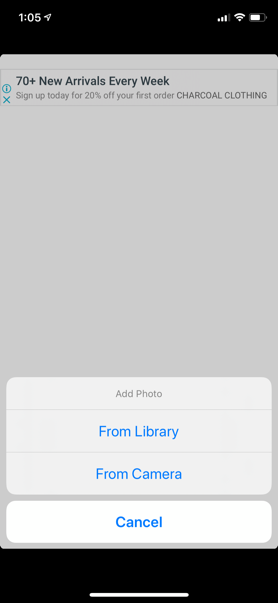 1:05
70+ New Arrivals Every Week
Sign up today for 20% off your first order CHARCOAL CLOTHING
Add Photo
From Library
From Camera
Cancel